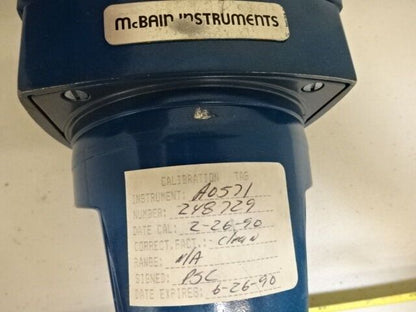 McBAIN INSTRUMENTS
CALIBRATION TAG
INSTRUMENT: A0571
NUMBER: 248729
DATE CAL: 2-26-90
CORRECT.FACT.: Clean
RANGE: N/A
SIGNED: PSC
DATE EXPIRES: 6-26-90